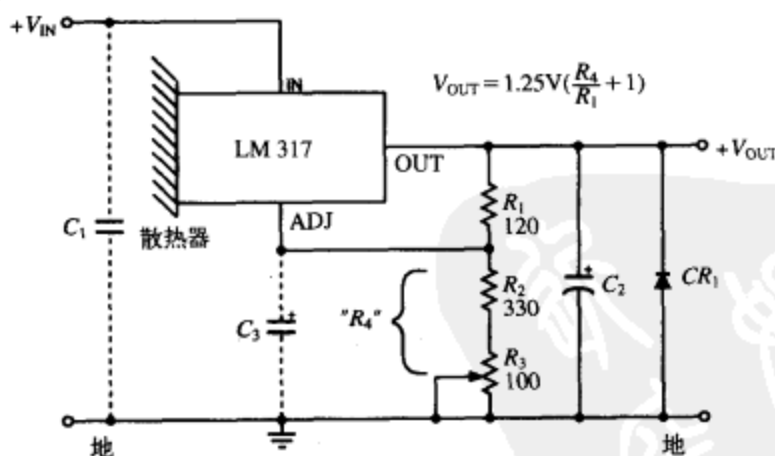 +V_IN
IN
V_OUT = 1.25V(R_4/R_1 + 1)
LM 317
OUT
+V_OUT
ADJ
R_1
120
C_1
散热器
R_2
330
C_2
CR_1
"R_4"
C_3
R_3
100
地
地